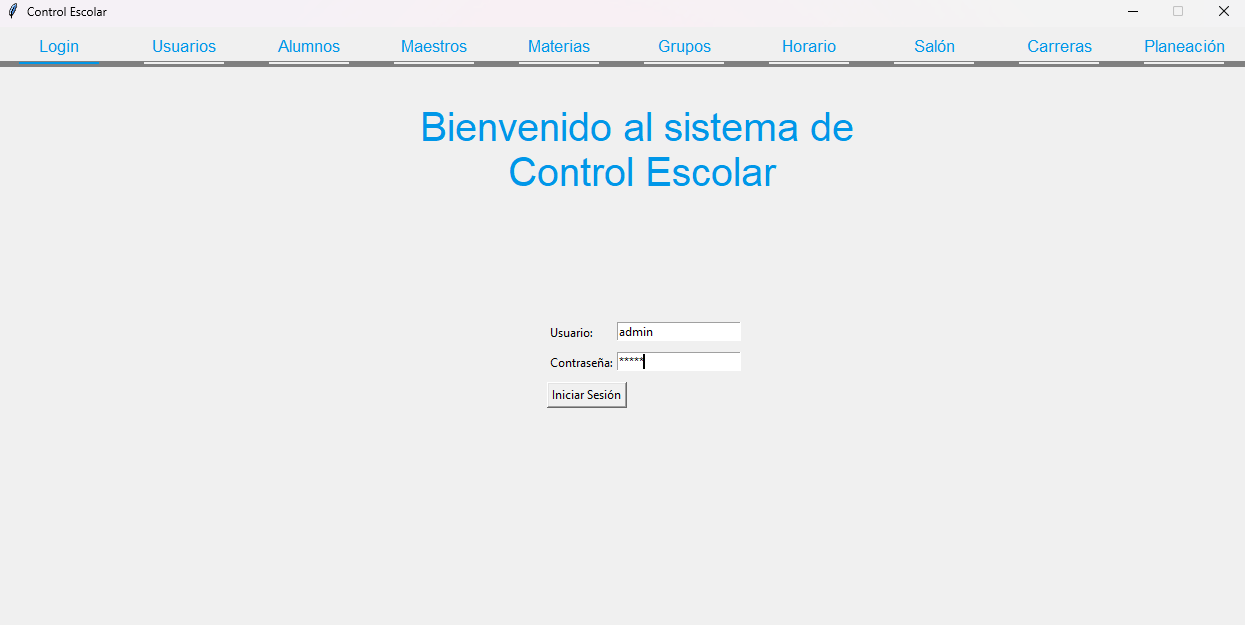 Control Escolar
Login Usuarios Alumnos Maestros Materias Grupos Horario Salón Carreras Planeación
Bienvenido al sistema de
Control Escolar
Usuario: admin
Contraseña: *****
Iniciar Sesión